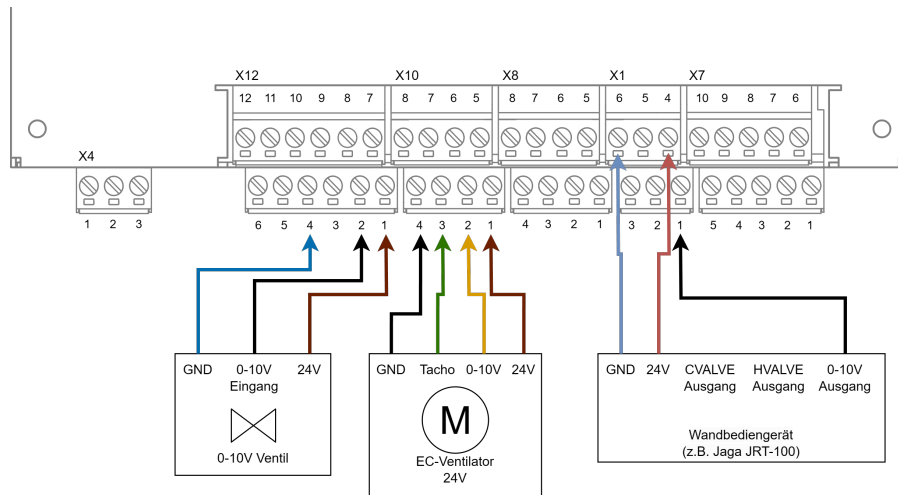 X12 X10 X8 X1 X7
12 11 10 9 8 7 8 7 6 5 8 7 6 5 6 5 4 10 9 8 7 6
X4
1 2 3 6 5 4 3 2 1 4 3 2 1 4 3 2 1 3 2 1 5 4 3 2 1
GND 0-10V 24V
Eingang
0-10V Ventil
GND Tacho 0-10V 24V
M
EC-Ventilator
24V
GND 24V CVALVE HVALVE 0-10V
Ausgang Ausgang Ausgang
Wandbediengerät
(z.B. Jaga JRT-100)